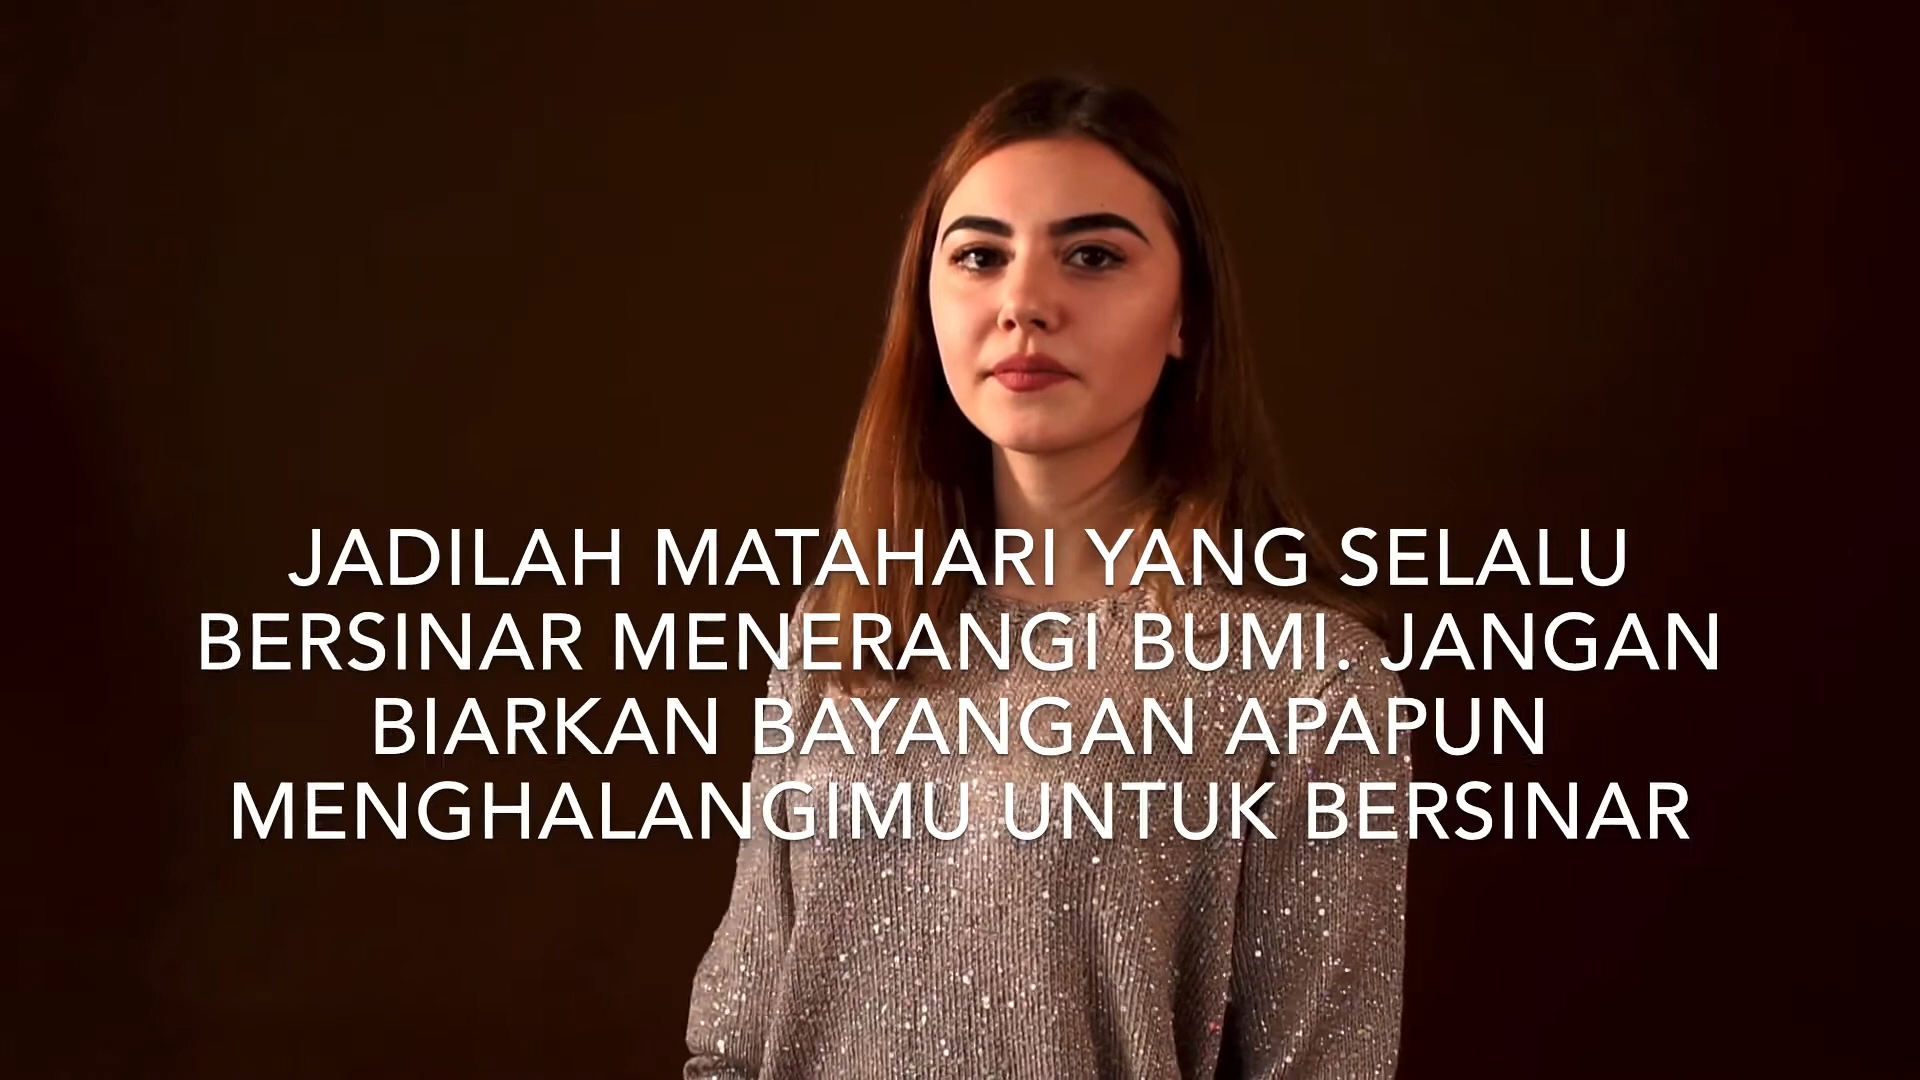 JADILAH MATAHARI YANG SELALU
BERSINAR MENERANGI BUMI. JANGAN
BIARKAN BAYANGAN APAPUN
MENGHALANGIMU UNTUK BERSINAR